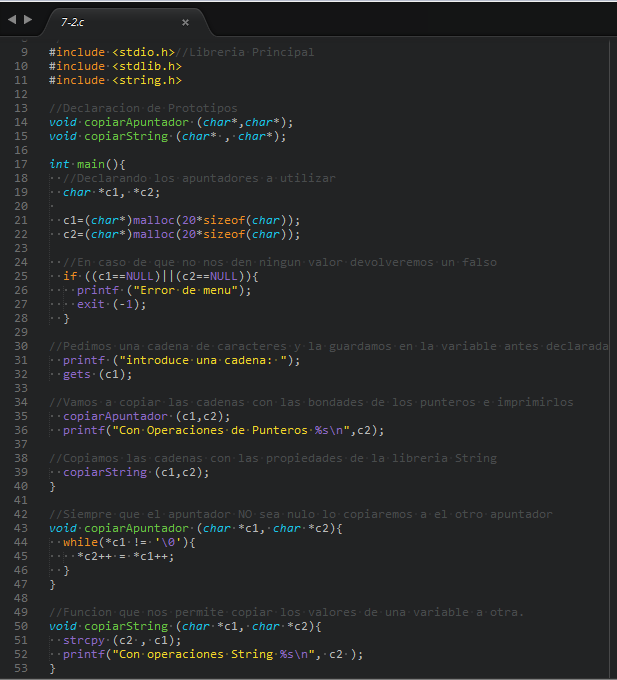 7-2.c ×
9 #include <stdio.h>//Libreria Principal
10 #include <stdlib.h>
11 #include <string.h>
12
13 //Declaracion de Prototipos
14 void copiarApuntador (char*,char*);
15 void copiarString (char* , char*);
16
17 int main(){
18   //Declarando los apuntadores a utilizar
19   char *c1, *c2;
20
21   c1=(char*)malloc(20*sizeof(char));
22   c2=(char*)malloc(20*sizeof(char));
23
24   //En caso de que no nos den ningun valor devolveremos un falso
25   if ((c1==NULL)||(c2==NULL)){
26     printf ("Error de menu");
27     exit (-1);
28   }
29
30 //Pedimos una cadena de caracteres y la guardamos en la variable antes declarada
31   printf ("introduce una cadena: ");
32   gets (c1);
33
34 //Vamos a copiar las cadenas con las bondades de los punteros e imprimirlos
35   copiarApuntador (c1,c2);
36   printf("Con Operaciones de Punteros %s\n",c2);
37
38 //Copiamos las cadenas con las propiedades de la libreria String
39   copiarString (c1,c2);
40 }
41
42 //Siempre que el apuntador NO sea nulo lo copiaremos a el otro apuntador
43 void copiarApuntador (char *c1, char *c2){
44   while(*c1 != '\0'){
45     *c2++ = *c1++;
46   }
47 }
48
49 //Funcion que nos permite copiar los valores de una variable a otra.
50 void copiarString (char *c1, char *c2){
51   strcpy (c2 , c1);
52   printf("Con operaciones String %s\n", c2 );
53 }